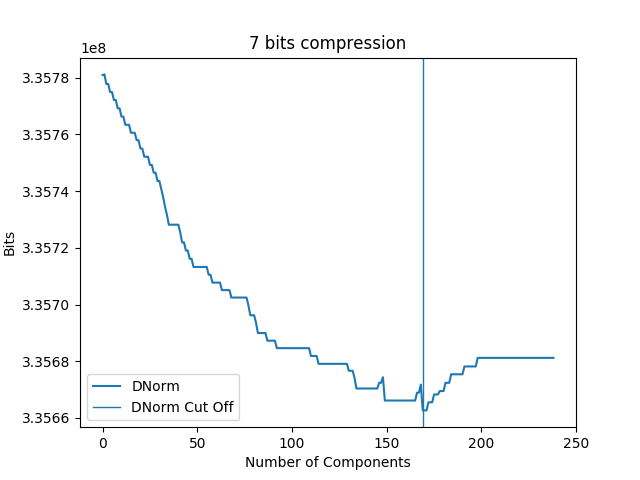 7 bits compression
1e8
3.3578
3.3576
3.3574
3.3572
3.3570
3.3568
3.3566
Bits
DNorm
DNorm Cut Off
0 50 100 150 200 250
Number of Components